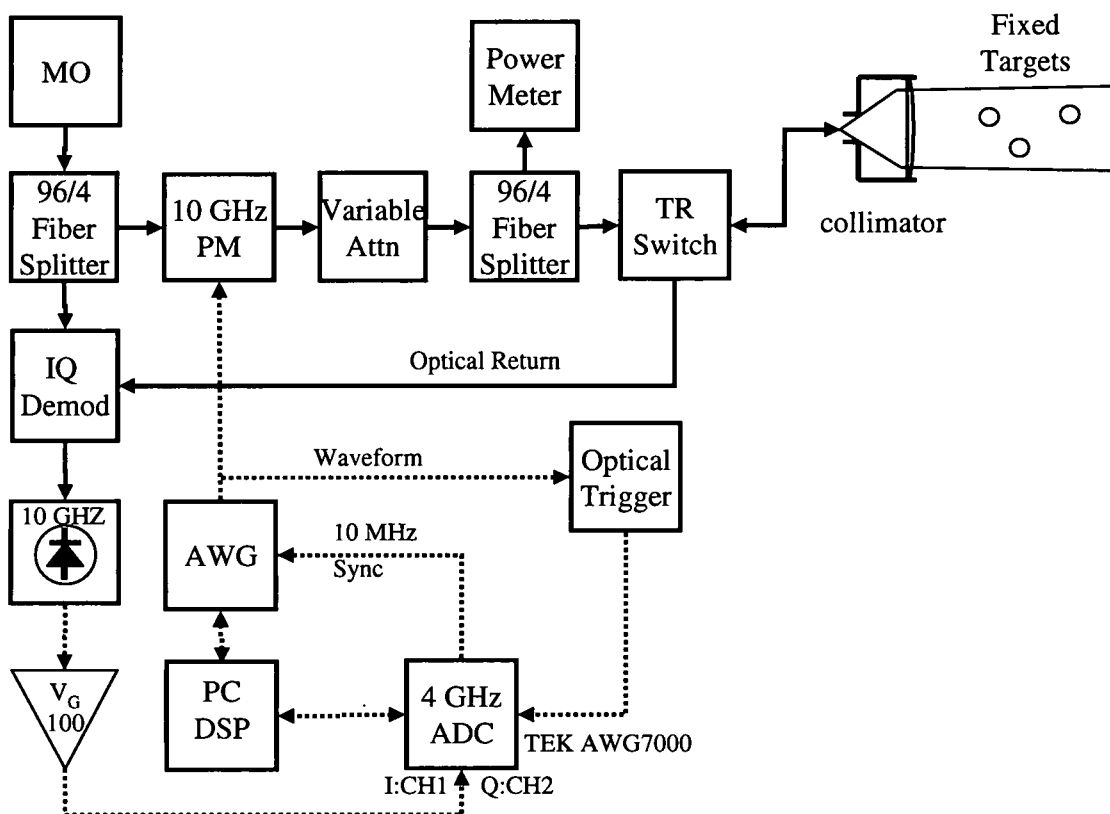 MO
Power
Meter
Fixed
Targets
96/4
Fiber
Splitter
10 GHz
PM
Variable
Attn
96/4
Fiber
Splitter
TR
Switch
collimator
IQ
Demod
Optical Return
Waveform
Optical
Trigger
10 GHZ
AWG
10 MHz
Sync
V_G
100
PC
DSP
4 GHz
ADC
TEK AWG7000
I:CH1
Q:CH2